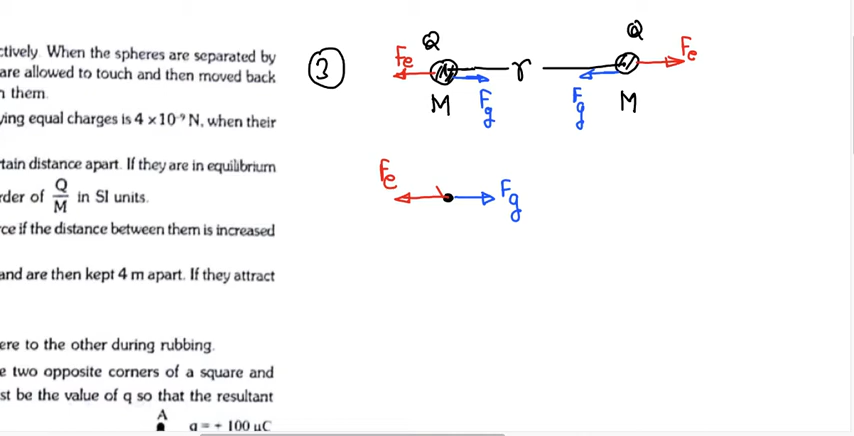 ctively. When the spheres are separated by
are allowed to touch and then moved back
n them.
ying equal charges is 4 ×10⁻⁹ N, when their
tain distance apart. If they are in equilibrium
rder of Q/M in SI units.
rce if the distance between them is increased
and are then kept 4 m apart. If they attract
ere to the other during rubbing.
e two opposite corners of a square and
st be the value of q so that the resultant
A
q = + 100 μC
3
Q Q
Fe r Fe
M Fg Fg M
Fe Fg